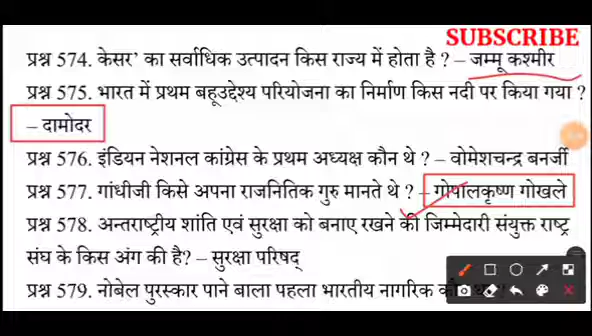 SUBSCRIBE
प्रश्न 574. केसर’ का सर्वाधिक उत्पादन किस राज्य में होता है ? – जम्मू कश्मीर
प्रश्न 575. भारत में प्रथम बहूउद्देश्य परियोजना का निर्माण किस नदी पर किया गया ?
– दामोदर
प्रश्न 576. इंडियन नेशनल कांग्रेस के प्रथम अध्यक्ष कौन थे ? – वोमेशचन्द्र बनर्जी
प्रश्न 577. गांधीजी किसे अपना राजनितिक गुरु मानते थे ? – गोपालकृष्ण गोखले
प्रश्न 578. अन्तराष्ट्रीय शांति एवं सुरक्षा को बनाए रखने की जिम्मेदारी संयुक्त राष्ट्र
संघ के किस अंग की है? – सुरक्षा परिषद्
प्रश्न 579. नोबेल पुरस्कार पाने बाला पहला भारतीय नागरिक